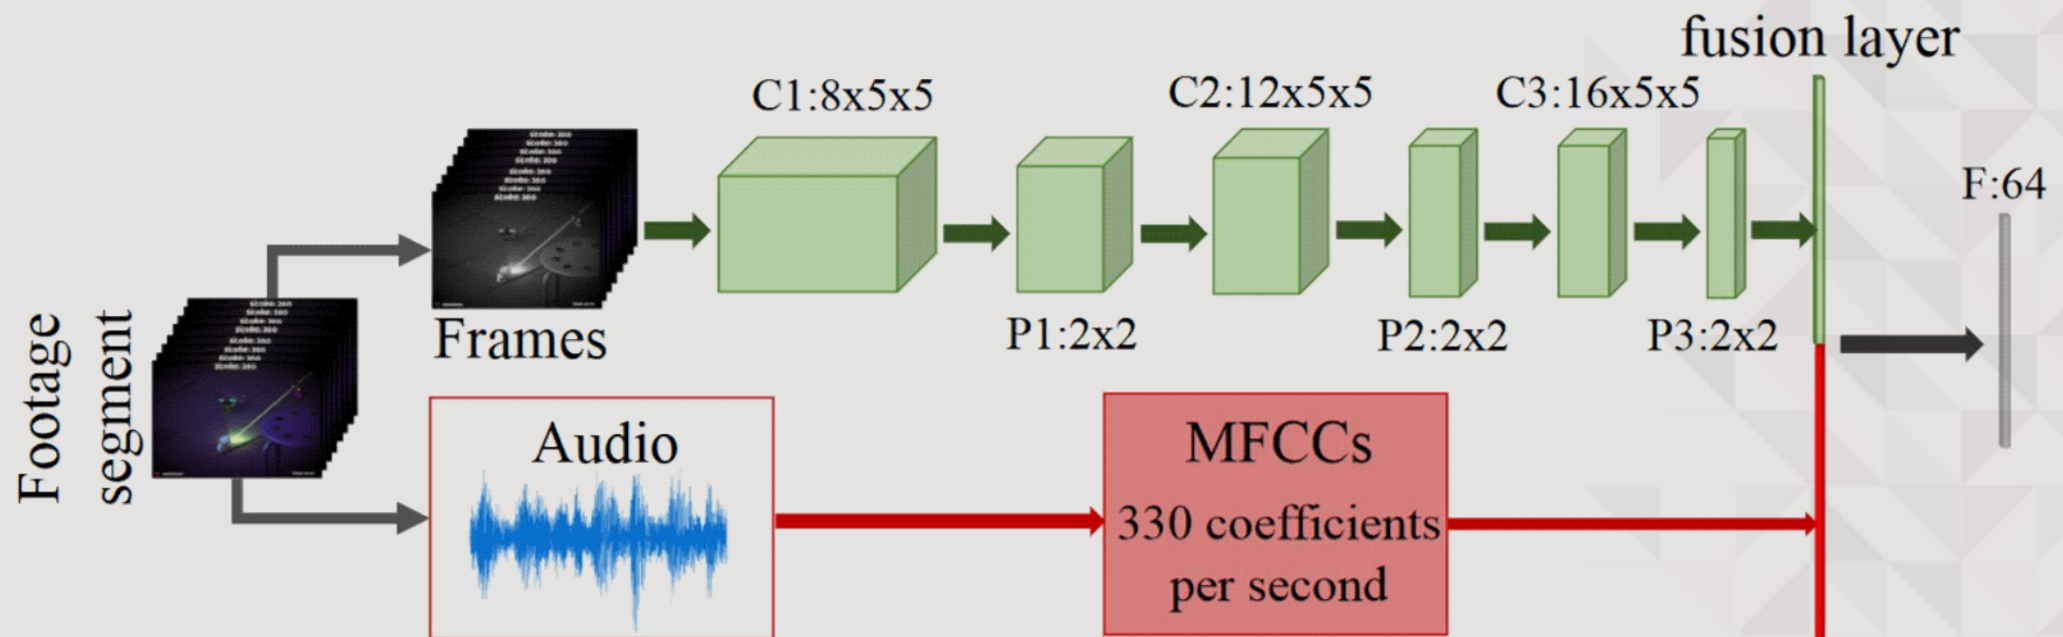 fusion layer
C1:8x5x5
C2:12x5x5
C3:16x5x5
F:64
Footage
segment
Frames
P1:2x2
P2:2x2
P3:2x2
Audio
MFCCs
330 coefficients
per second